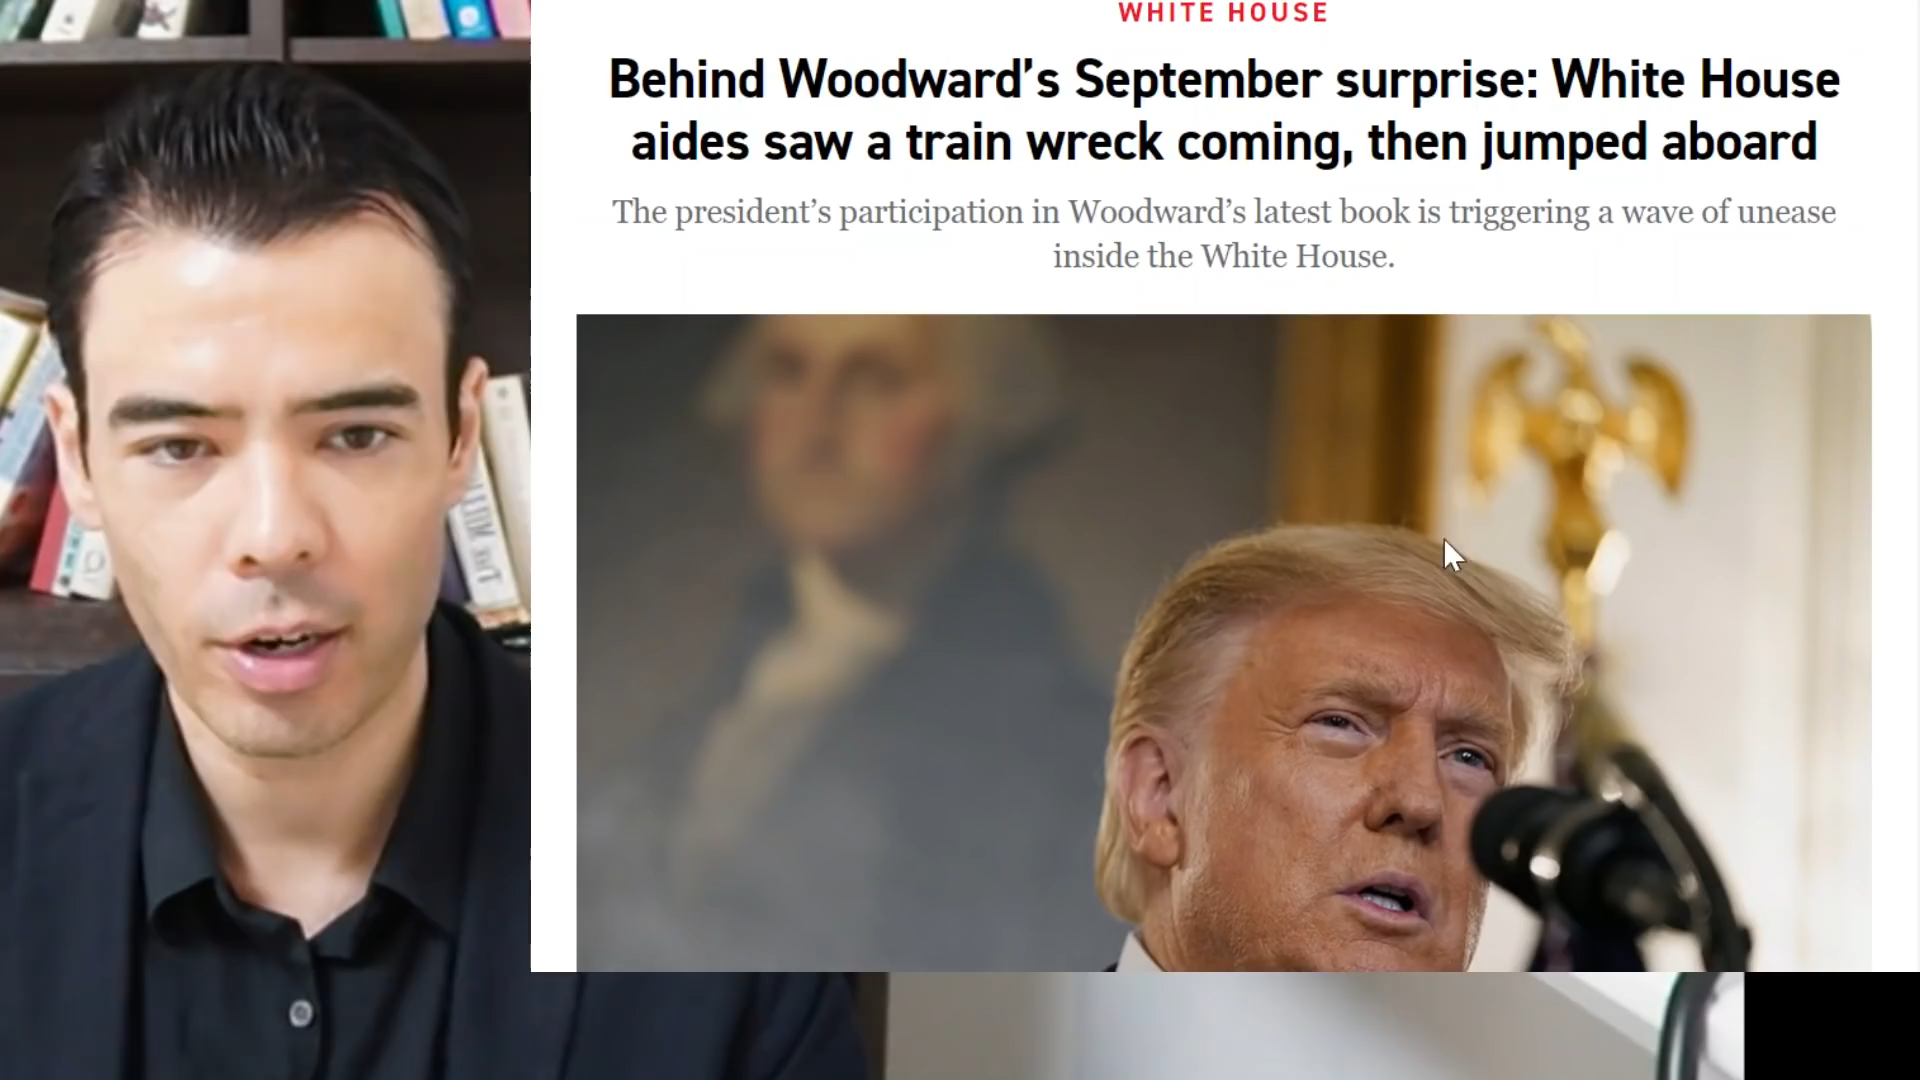 WHITE HOUSE
Behind Woodward's September surprise: White House
aides saw a train wreck coming, then jumped aboard
The president's participation in Woodward's latest book is triggering a wave of unease
inside the White House.